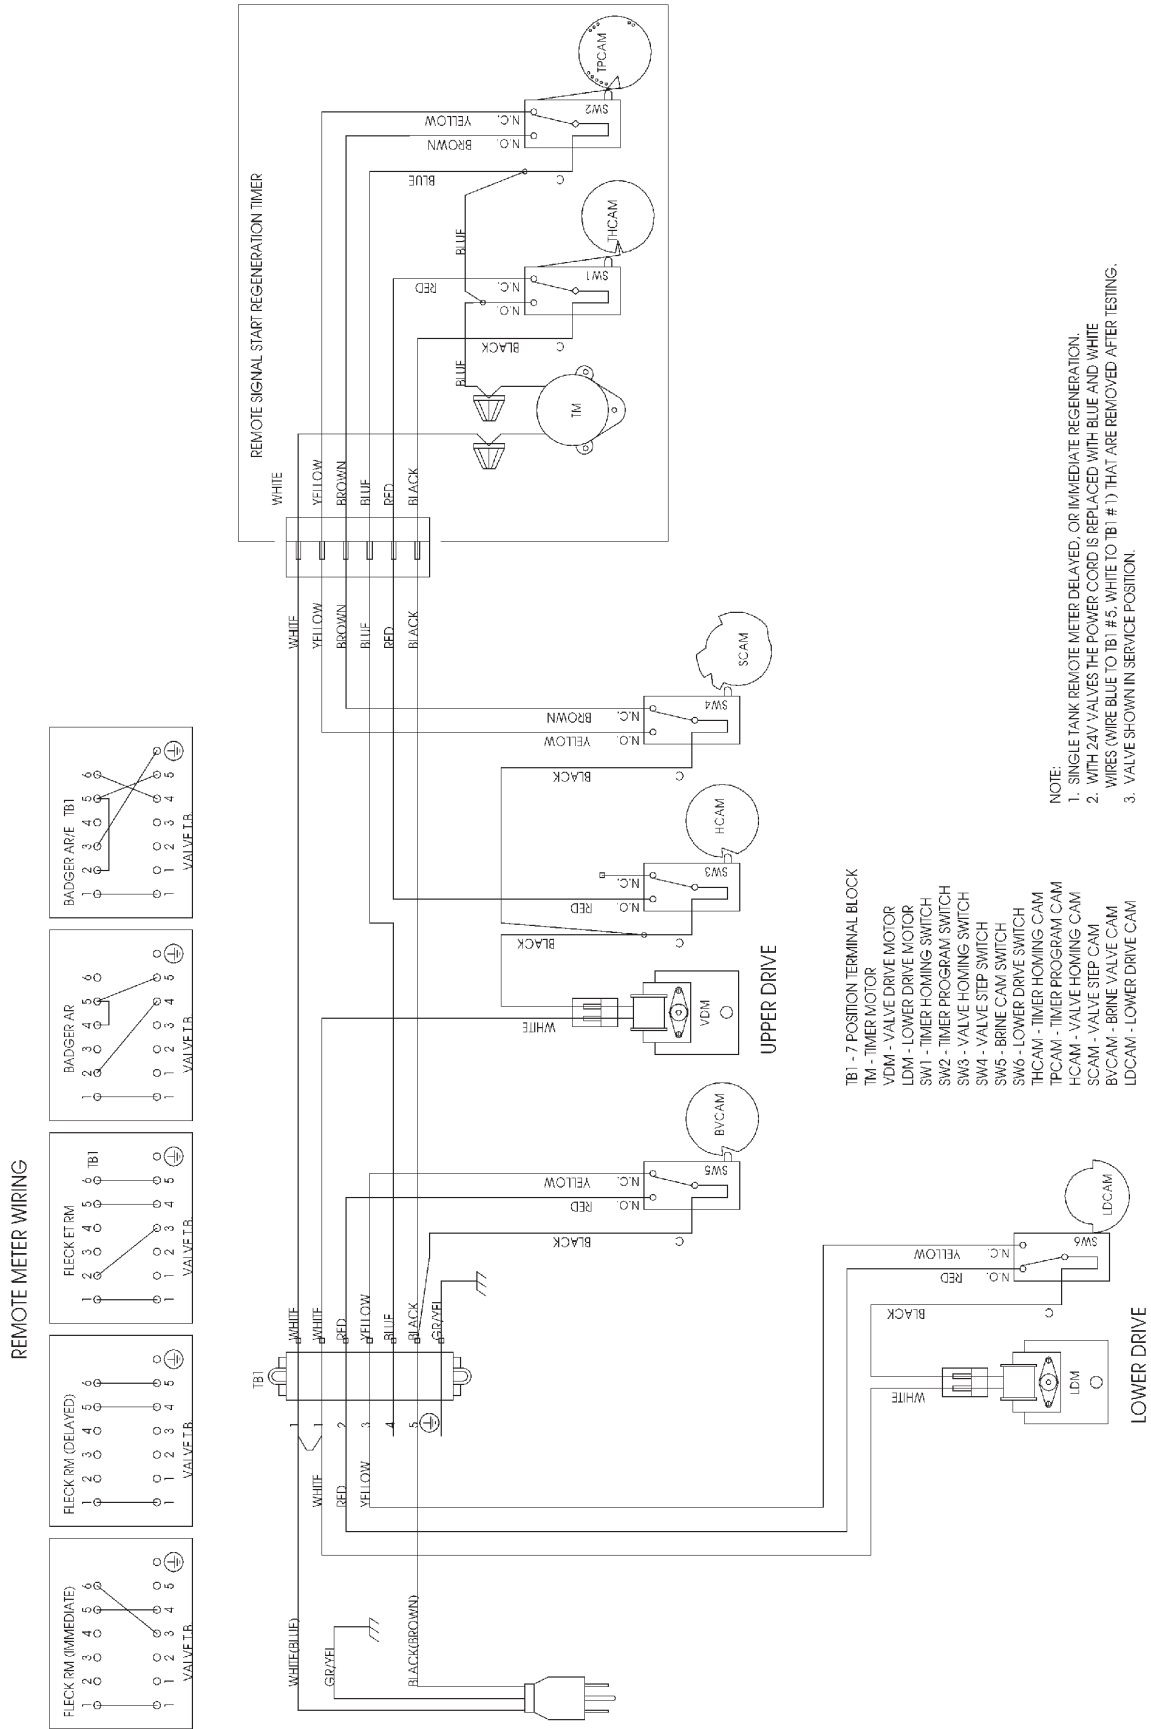 REMOTE METER WIRING
FLECK RM (IMMEDIATE)
1 2 3 4 5 6
1 1 2 3 4 5
VALVE T.B.
FLECK RM (DELAYED)
1 2 3 4 5 6
1 1 2 3 4 5
VALVE T.B.
FLECK ET RM TB1
1 2 3 4 5 6
1 1 2 3 4 5
VALVE T.B.
BADGER AR
1 2 3 4 5 6
1 1 2 3 4 5
VALVE T.B.
BADGER AR/E TB1
1 2 3 4 5 6
1 1 2 3 4 5
VALVE T.B.
REMOTE SIGNAL START REGENERATION TIMER
WHITE
YELLOW
BROWN
BLUE
RED
BLACK
WHITE
YELLOW
BROWN
BLUE
RED
BLACK
BLUE
BLUE
BLUE
BLACK
RED
N.C.
N.O.
C
SW1
THCAM
TM
YELLOW
BROWN
N.C.
N.O.
C
SW2
TPCAM
TB1
WHITE
WHITE
RED
YELLOW
BLUE
BLACK
GR/YEL
1
1
2
3
4
5
WHITE
RED
YELLOW
WHITE(BLUE)
GR/YEL
BLACK(BROWN)
YELLOW
RED
BLACK
N.C.
N.O.
C
SW5
BVCAM
WHITE
VDM
BLACK
RED
N.C.
N.O.
C
SW3
HCAM
BROWN
YELLOW
BLACK
N.C.
N.O.
C
SW4
SCAM
UPPER DRIVE
WHITE
LDM
BLACK
YELLOW
RED
N.C.
N.O.
C
SW6
LDCAM
LOWER DRIVE
TB1 - 7 POSITION TERMINAL BLOCK
TM - TIMER MOTOR
VDM - VALVE DRIVE MOTOR
LDM - LOWER DRIVE MOTOR
SW1 - TIMER HOMING SWITCH
SW2 - TIMER PROGRAM SWITCH
SW3 - VALVE HOMING SWITCH
SW4 - VALVE STEP SWITCH
SW5 - BRINE CAM SWITCH
SW6 - LOWER DRIVE SWITCH
THCAM - TIMER HOMING CAM
TPCAM - TIMER PROGRAM CAM
HCAM - VALVE HOMING CAM
SCAM - VALVE STEP CAM
BVCAM - BRINE VALVE CAM
LDCAM - LOWER DRIVE CAM
NOTE:
1. SINGLE TANK REMOTE METER DELAYED, OR IMMEDIATE REGENERATION.
2. WITH 24V VALVES THE POWER CORD IS REPLACED WITH BLUE AND WHITE
WIRES (WIRE BLUE TO TB1 # 5, WHITE TO TB1 # 1) THAT ARE REMOVED AFTER TESTING.
3. VALVE SHOWN IN SERVICE POSITION.